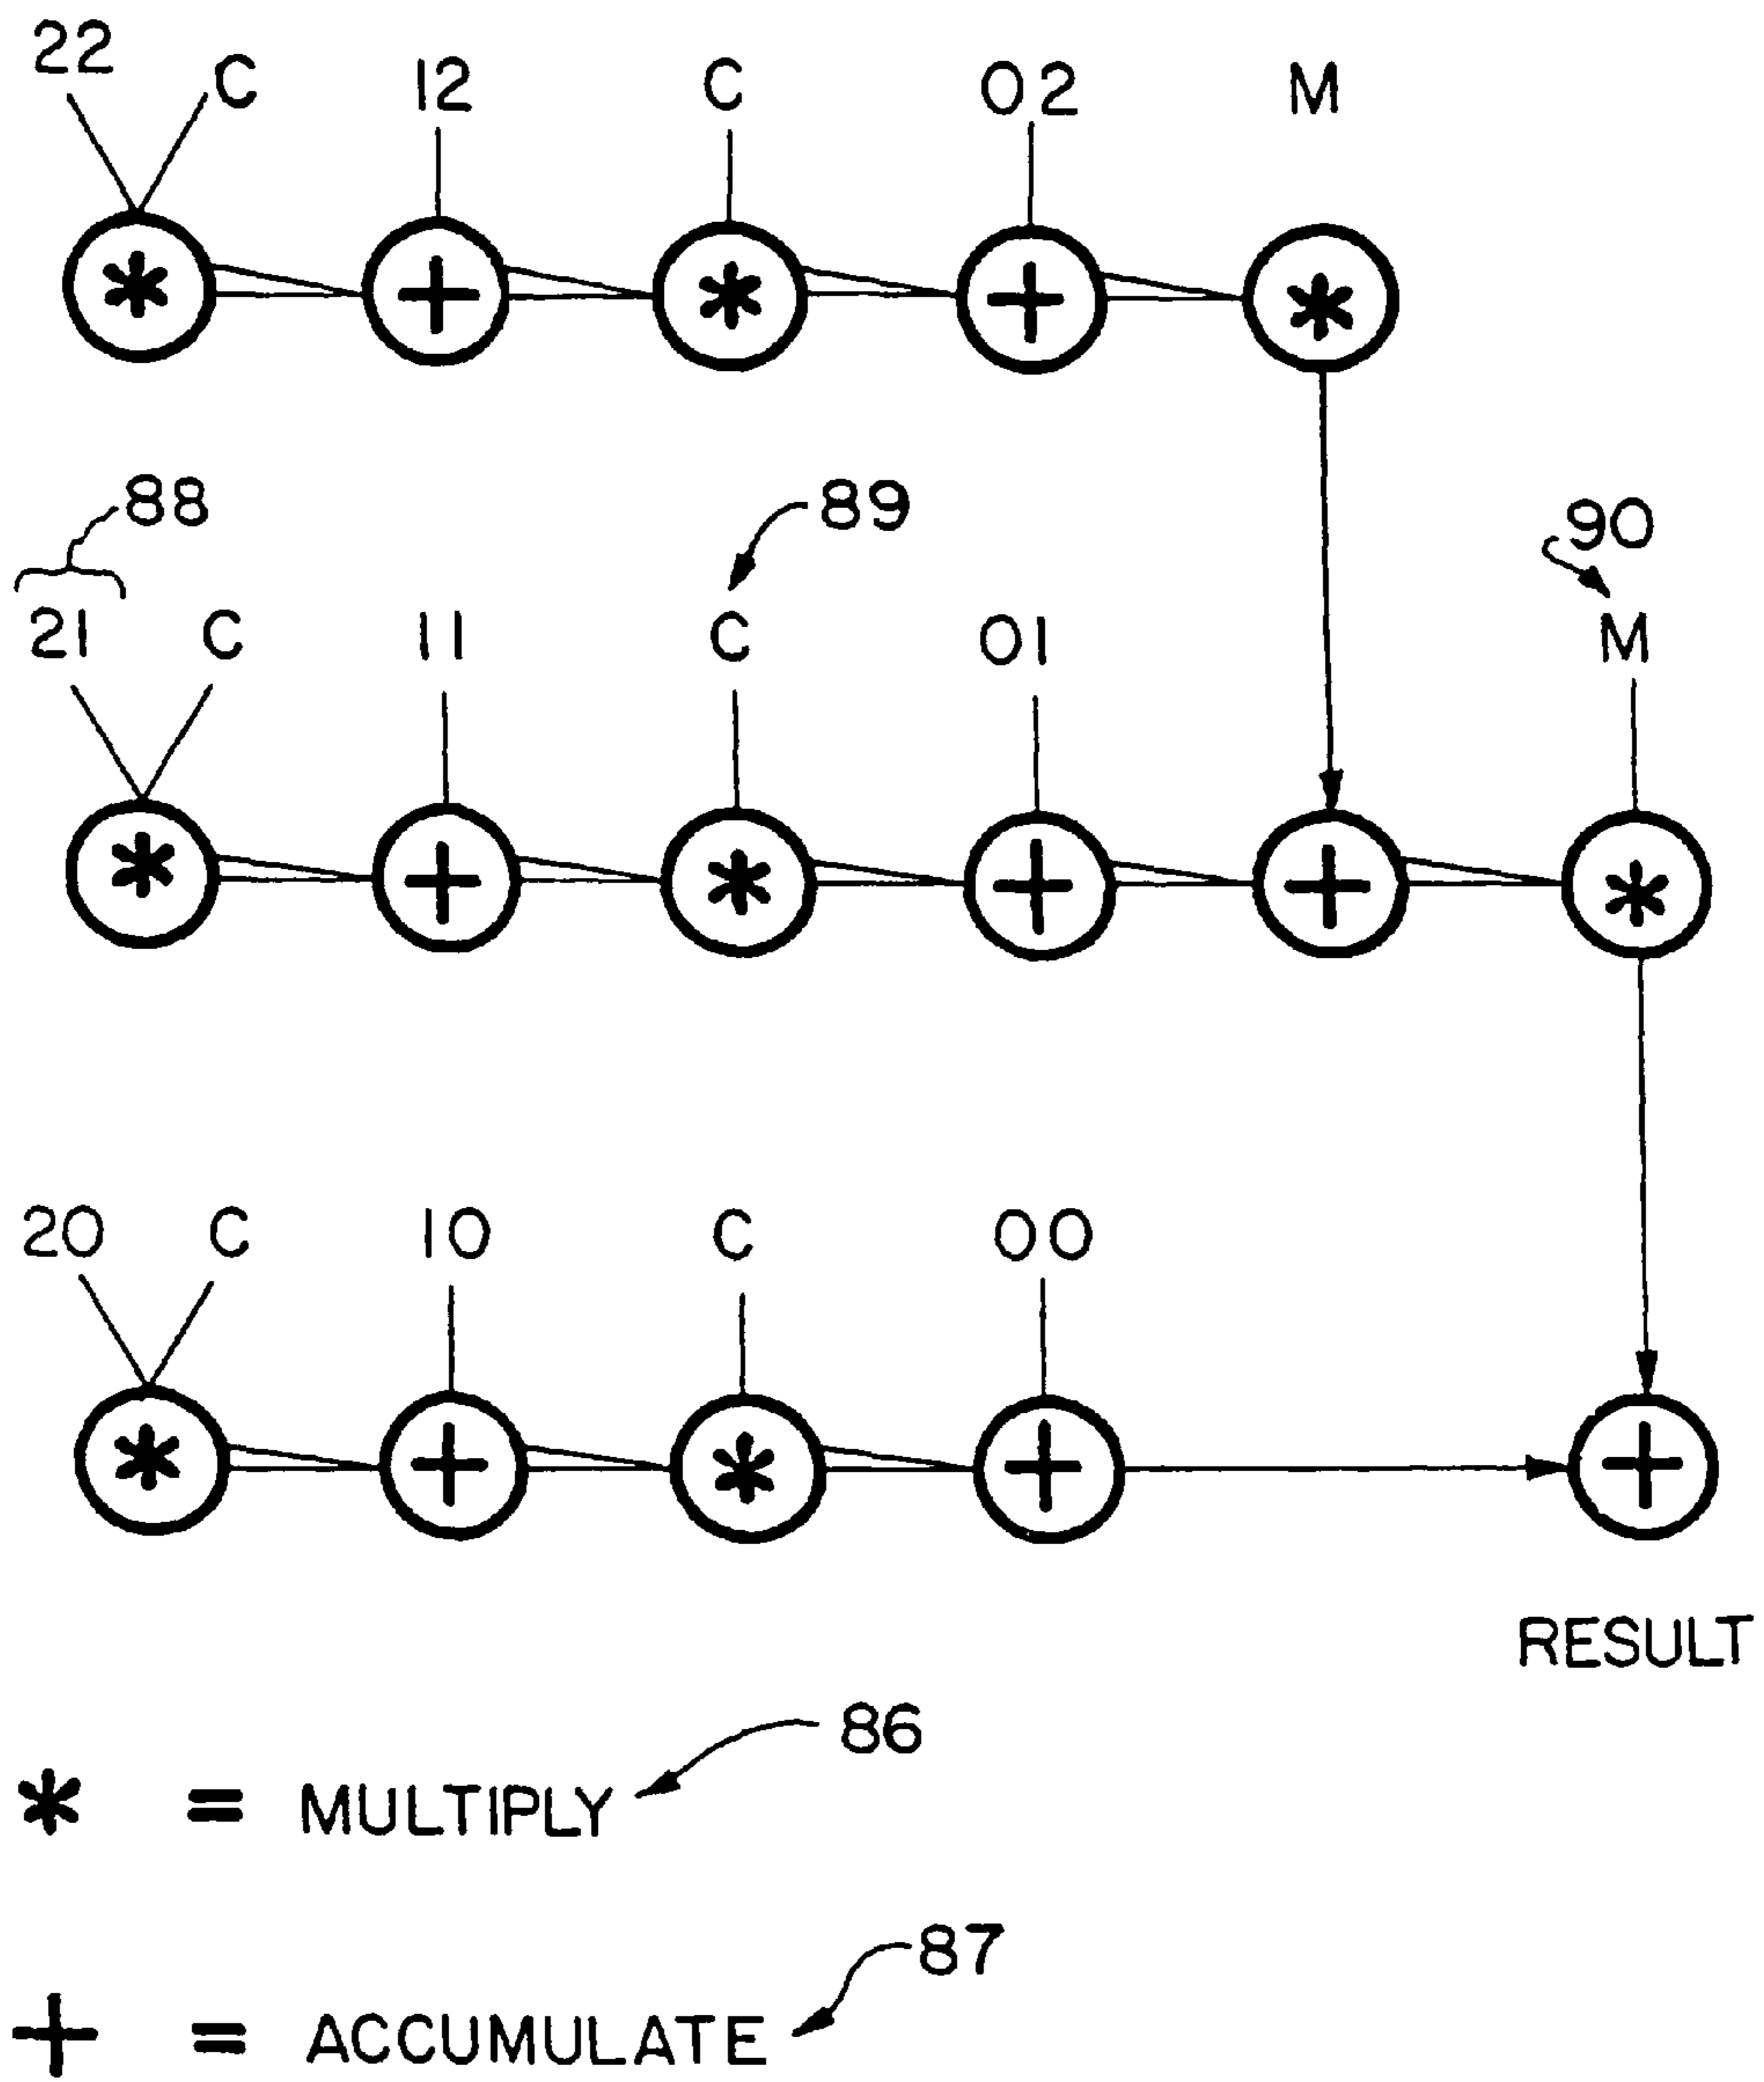 22 C 12 C 02 M
* + * + *
88 89 90
21 C 11 C 01 M
* + * + + *
20 C 10 C 00
* + * + +
RESULT
86
* = MULTIPLY
87
+ = ACCUMULATE